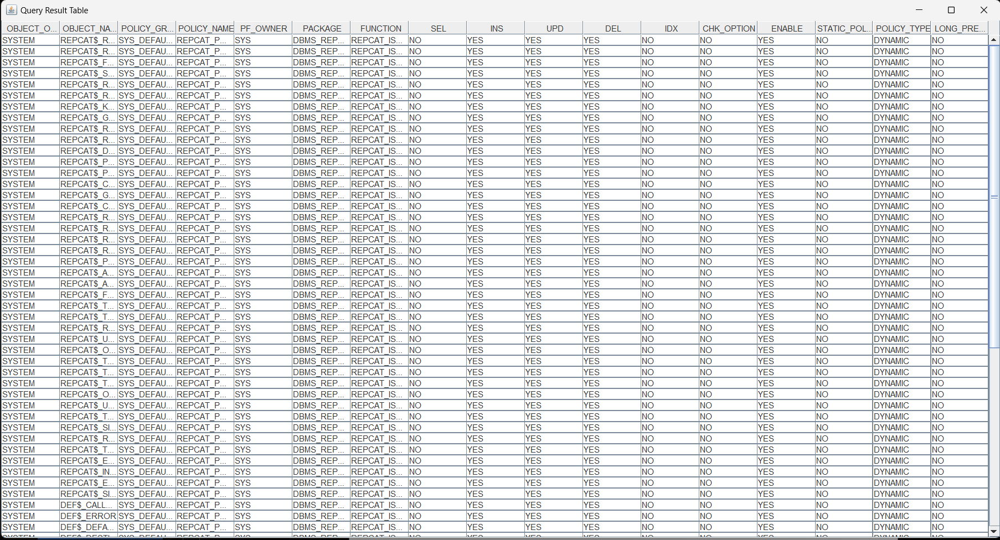 Query Result Table
OBJECT_O... OBJECT_NA... POLICY_GR... POLICY_NAME PF_OWNER PACKAGE FUNCTION SEL INS UPD DEL IDX CHK_OPTION ENABLE STATIC_POL... POLICY_TYPE LONG_PRE...
SYSTEM REPCAT$_R... SYS_DEFAU... REPCAT_P... SYS DBMS_REP... REPCAT_IS... NO YES YES YES NO NO YES NO DYNAMIC NO
SYSTEM REPCAT$_R... SYS_DEFAU... REPCAT_P... SYS DBMS_REP... REPCAT_IS... NO YES YES YES NO NO YES NO DYNAMIC NO
SYSTEM REPCAT$_F... SYS_DEFAU... REPCAT_P... SYS DBMS_REP... REPCAT_IS... NO YES YES YES NO NO YES NO DYNAMIC NO
SYSTEM REPCAT$_S... SYS_DEFAU... REPCAT_P... SYS DBMS_REP... REPCAT_IS... NO YES YES YES NO NO YES NO DYNAMIC NO
SYSTEM REPCAT$_R... SYS_DEFAU... REPCAT_P... SYS DBMS_REP... REPCAT_IS... NO YES YES YES NO NO YES NO DYNAMIC NO
SYSTEM REPCAT$_R... SYS_DEFAU... REPCAT_P... SYS DBMS_REP... REPCAT_IS... NO YES YES YES NO NO YES NO DYNAMIC NO
SYSTEM REPCAT$_K... SYS_DEFAU... REPCAT_P... SYS DBMS_REP... REPCAT_IS... NO YES YES YES NO NO YES NO DYNAMIC NO
SYSTEM REPCAT$_G... SYS_DEFAU... REPCAT_P... SYS DBMS_REP... REPCAT_IS... NO YES YES YES NO NO YES NO DYNAMIC NO
SYSTEM REPCAT$_R... SYS_DEFAU... REPCAT_P... SYS DBMS_REP... REPCAT_IS... NO YES YES YES NO NO YES NO DYNAMIC NO
SYSTEM REPCAT$_R... SYS_DEFAU... REPCAT_P... SYS DBMS_REP... REPCAT_IS... NO YES YES YES NO NO YES NO DYNAMIC NO
SYSTEM REPCAT$_D... SYS_DEFAU... REPCAT_P... SYS DBMS_REP... REPCAT_IS... NO YES YES YES NO NO YES NO DYNAMIC NO
SYSTEM REPCAT$_P... SYS_DEFAU... REPCAT_P... SYS DBMS_REP... REPCAT_IS... NO YES YES YES NO NO YES NO DYNAMIC NO
SYSTEM REPCAT$_P... SYS_DEFAU... REPCAT_P... SYS DBMS_REP... REPCAT_IS... NO YES YES YES NO NO YES NO DYNAMIC NO
SYSTEM REPCAT$_C... SYS_DEFAU... REPCAT_P... SYS DBMS_REP... REPCAT_IS... NO YES YES YES NO NO YES NO DYNAMIC NO
SYSTEM REPCAT$_G... SYS_DEFAU... REPCAT_P... SYS DBMS_REP... REPCAT_IS... NO YES YES YES NO NO YES NO DYNAMIC NO
SYSTEM REPCAT$_C... SYS_DEFAU... REPCAT_P... SYS DBMS_REP... REPCAT_IS... NO YES YES YES NO NO YES NO DYNAMIC NO
SYSTEM REPCAT$_R... SYS_DEFAU... REPCAT_P... SYS DBMS_REP... REPCAT_IS... NO YES YES YES NO NO YES NO DYNAMIC NO
SYSTEM REPCAT$_R... SYS_DEFAU... REPCAT_P... SYS DBMS_REP... REPCAT_IS... NO YES YES YES NO NO YES NO DYNAMIC NO
SYSTEM REPCAT$_R... SYS_DEFAU... REPCAT_P... SYS DBMS_REP... REPCAT_IS... NO YES YES YES NO NO YES NO DYNAMIC NO
SYSTEM REPCAT$_R... SYS_DEFAU... REPCAT_P... SYS DBMS_REP... REPCAT_IS... NO YES YES YES NO NO YES NO DYNAMIC NO
SYSTEM REPCAT$_P... SYS_DEFAU... REPCAT_P... SYS DBMS_REP... REPCAT_IS... NO YES YES YES NO NO YES NO DYNAMIC NO
SYSTEM REPCAT$_A... SYS_DEFAU... REPCAT_P... SYS DBMS_REP... REPCAT_IS... NO YES YES YES NO NO YES NO DYNAMIC NO
SYSTEM REPCAT$_A... SYS_DEFAU... REPCAT_P... SYS DBMS_REP... REPCAT_IS... NO YES YES YES NO NO YES NO DYNAMIC NO
SYSTEM REPCAT$_F... SYS_DEFAU... REPCAT_P... SYS DBMS_REP... REPCAT_IS... NO YES YES YES NO NO YES NO DYNAMIC NO
SYSTEM REPCAT$_T... SYS_DEFAU... REPCAT_P... SYS DBMS_REP... REPCAT_IS... NO YES YES YES NO NO YES NO DYNAMIC NO
SYSTEM REPCAT$_T... SYS_DEFAU... REPCAT_P... SYS DBMS_REP... REPCAT_IS... NO YES YES YES NO NO YES NO DYNAMIC NO
SYSTEM REPCAT$_R... SYS_DEFAU... REPCAT_P... SYS DBMS_REP... REPCAT_IS... NO YES YES YES NO NO YES NO DYNAMIC NO
SYSTEM REPCAT$_U... SYS_DEFAU... REPCAT_P... SYS DBMS_REP... REPCAT_IS... NO YES YES YES NO NO YES NO DYNAMIC NO
SYSTEM REPCAT$_O... SYS_DEFAU... REPCAT_P... SYS DBMS_REP... REPCAT_IS... NO YES YES YES NO NO YES NO DYNAMIC NO
SYSTEM REPCAT$_T... SYS_DEFAU... REPCAT_P... SYS DBMS_REP... REPCAT_IS... NO YES YES YES NO NO YES NO DYNAMIC NO
SYSTEM REPCAT$_T... SYS_DEFAU... REPCAT_P... SYS DBMS_REP... REPCAT_IS... NO YES YES YES NO NO YES NO DYNAMIC NO
SYSTEM REPCAT$_T... SYS_DEFAU... REPCAT_P... SYS DBMS_REP... REPCAT_IS... NO YES YES YES NO NO YES NO DYNAMIC NO
SYSTEM REPCAT$_O... SYS_DEFAU... REPCAT_P... SYS DBMS_REP... REPCAT_IS... NO YES YES YES NO NO YES NO DYNAMIC NO
SYSTEM REPCAT$_U... SYS_DEFAU... REPCAT_P... SYS DBMS_REP... REPCAT_IS... NO YES YES YES NO NO YES NO DYNAMIC NO
SYSTEM REPCAT$_T... SYS_DEFAU... REPCAT_P... SYS DBMS_REP... REPCAT_IS... NO YES YES YES NO NO YES NO DYNAMIC NO
SYSTEM REPCAT$_SI... SYS_DEFAU... REPCAT_P... SYS DBMS_REP... REPCAT_IS... NO YES YES YES NO NO YES NO DYNAMIC NO
SYSTEM REPCAT$_R... SYS_DEFAU... REPCAT_P... SYS DBMS_REP... REPCAT_IS... NO YES YES YES NO NO YES NO DYNAMIC NO
SYSTEM REPCAT$_T... SYS_DEFAU... REPCAT_P... SYS DBMS_REP... REPCAT_IS... NO YES YES YES NO NO YES NO DYNAMIC NO
SYSTEM REPCAT$_E... SYS_DEFAU... REPCAT_P... SYS DBMS_REP... REPCAT_IS... NO YES YES YES NO NO YES NO DYNAMIC NO
SYSTEM REPCAT$_IN... SYS_DEFAU... REPCAT_P... SYS DBMS_REP... REPCAT_IS... NO YES YES YES NO NO YES NO DYNAMIC NO
SYSTEM REPCAT$_E... SYS_DEFAU... REPCAT_P... SYS DBMS_REP... REPCAT_IS... NO YES YES YES NO NO YES NO DYNAMIC NO
SYSTEM REPCAT$_SI... SYS_DEFAU... REPCAT_P... SYS DBMS_REP... REPCAT_IS... NO YES YES YES NO NO YES NO DYNAMIC NO
SYSTEM DEF$_CALL... SYS_DEFAU... REPCAT_P... SYS DBMS_REP... REPCAT_IS... NO YES YES YES NO NO YES NO DYNAMIC NO
SYSTEM DEF$_ERROR SYS_DEFAU... REPCAT_P... SYS DBMS_REP... REPCAT_IS... NO YES YES YES NO NO YES NO DYNAMIC NO
SYSTEM DEF$_DEFA... SYS_DEFAU... REPCAT_P... SYS DBMS_REP... REPCAT_IS... NO YES YES YES NO NO YES NO DYNAMIC NO